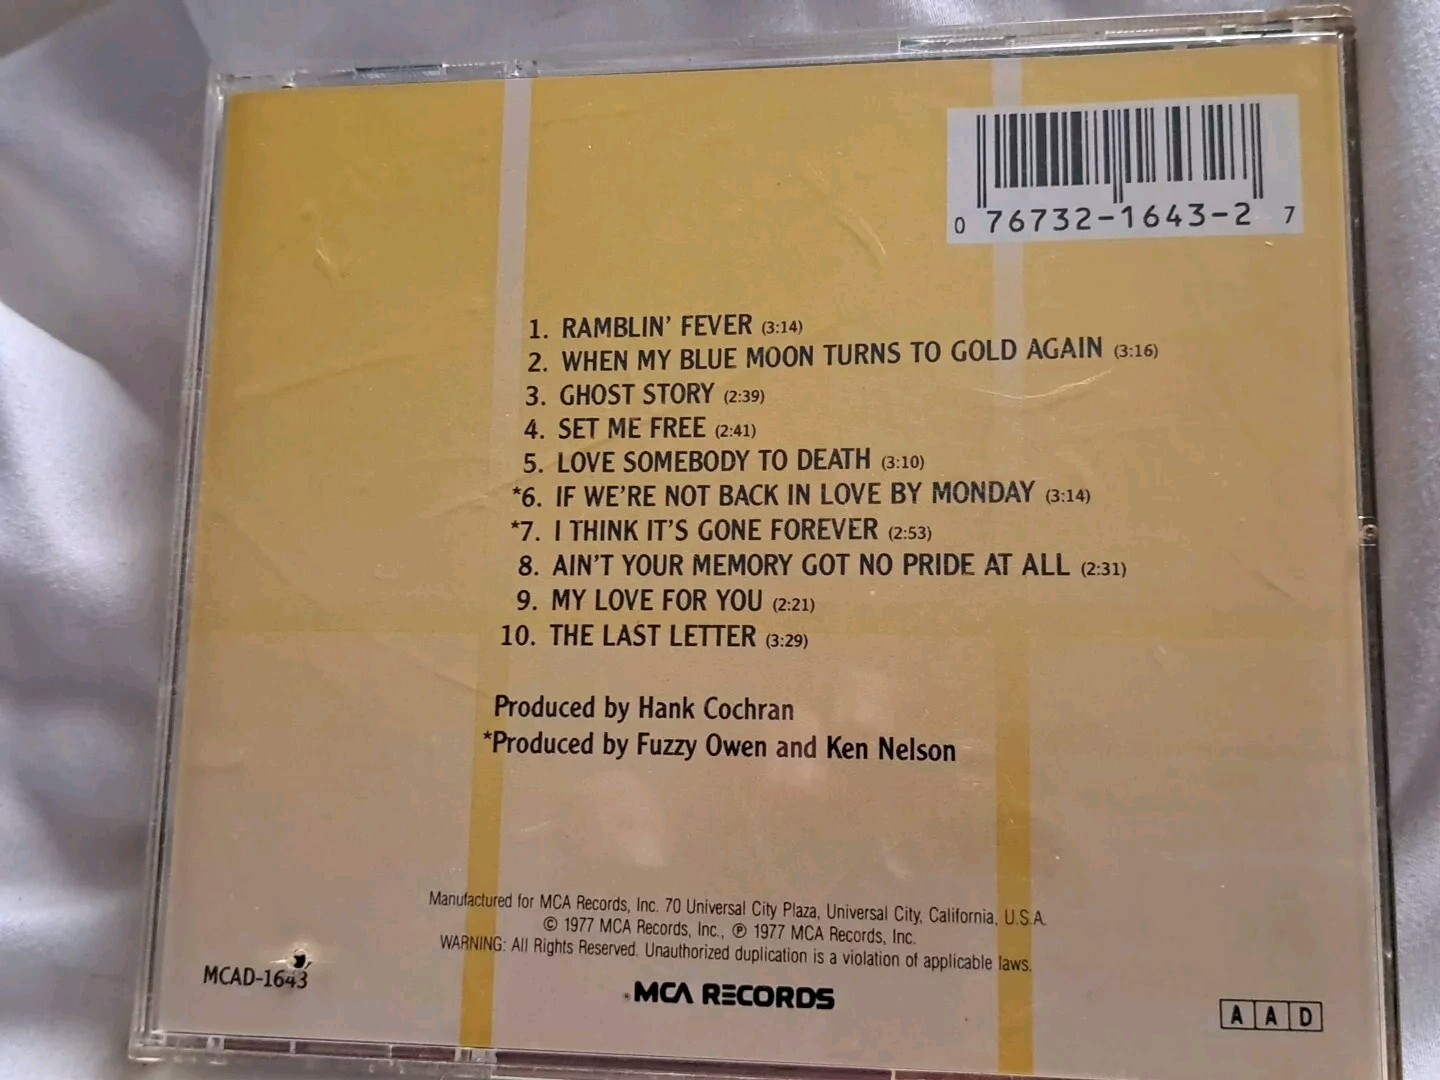 0 76732-1643-2 7
1. RAMBLIN' FEVER (3:14)
2. WHEN MY BLUE MOON TURNS TO GOLD AGAIN (3:16)
3. GHOST STORY (2:39)
4. SET ME FREE (2:41)
5. LOVE SOMEBODY TO DEATH (3:10)
*6. IF WE'RE NOT BACK IN LOVE BY MONDAY (3:14)
*7. I THINK IT'S GONE FOREVER (2:53)
8. AIN'T YOUR MEMORY GOT NO PRIDE AT ALL (2:31)
9. MY LOVE FOR YOU (2:21)
10. THE LAST LETTER (3:29)
Produced by Hank Cochran
*Produced by Fuzzy Owen and Ken Nelson
Manufactured for MCA Records, Inc. 70 Universal City Plaza, Universal City, California, U.S.A.
© 1977 MCA Records, Inc., ℗ 1977 MCA Records, Inc.
WARNING: All Rights Reserved. Unauthorized duplication is a violation of applicable laws.
MCAD-1643
MCA RECORDS
A A D